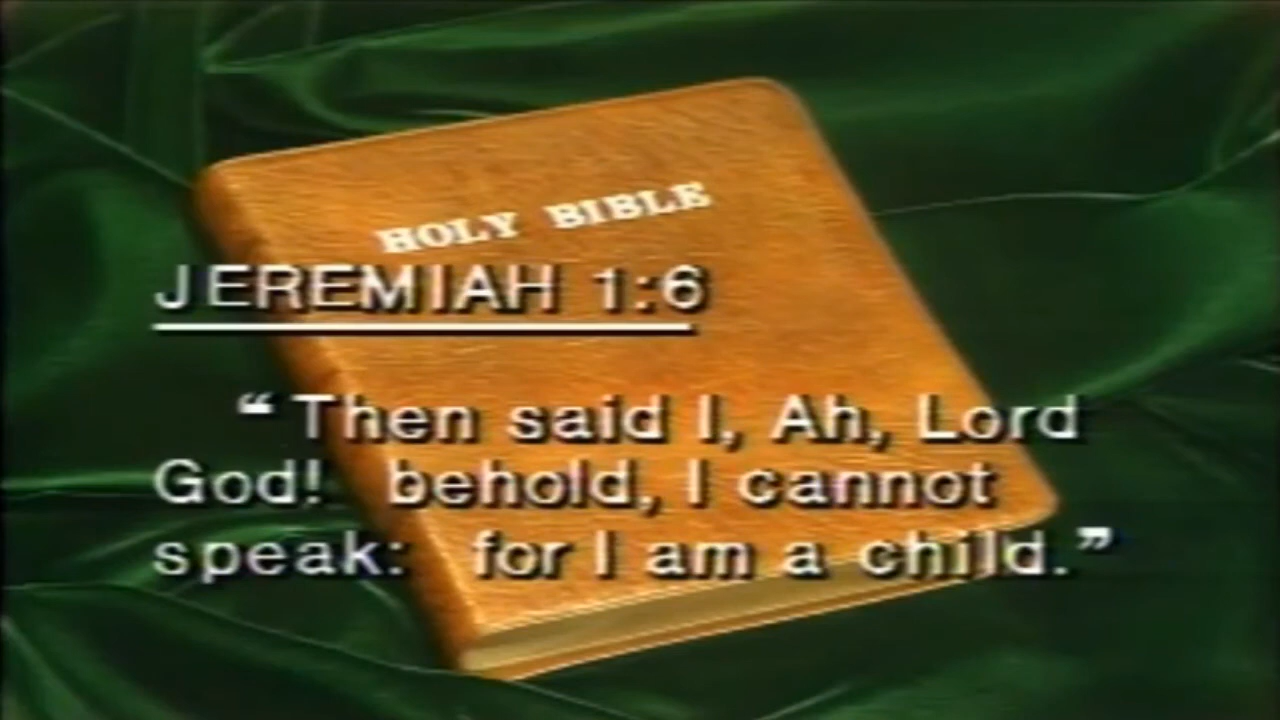 HOLY BIBLE
JEREMIAH 1:6
“Then said I, Ah, Lord
God! behold, I cannot
speak: for I am a child.”